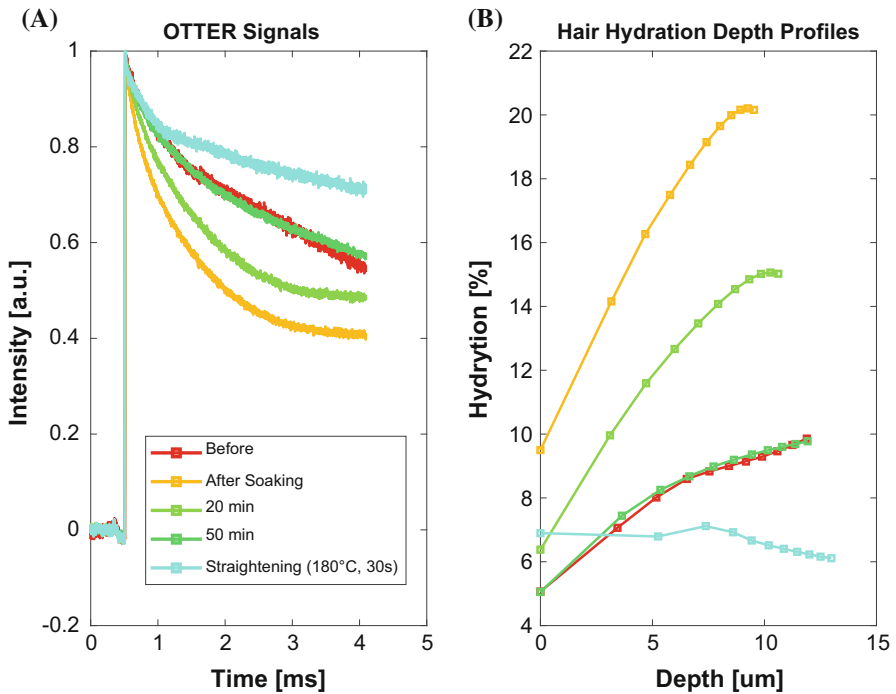 (A)
OTTER Signals
1
0.8
0.6
0.4
0.2
0
-0.2
Intensity [a.u.]
0 1 2 3 4 5
Time [ms]
Before
After Soaking
20 min
50 min
Straightening (180°C, 30s)
(B)
Hair Hydration Depth Profiles
22
20
18
16
14
12
10
8
6
4
Hydrytion [%]
0 5 10 15
Depth [um]